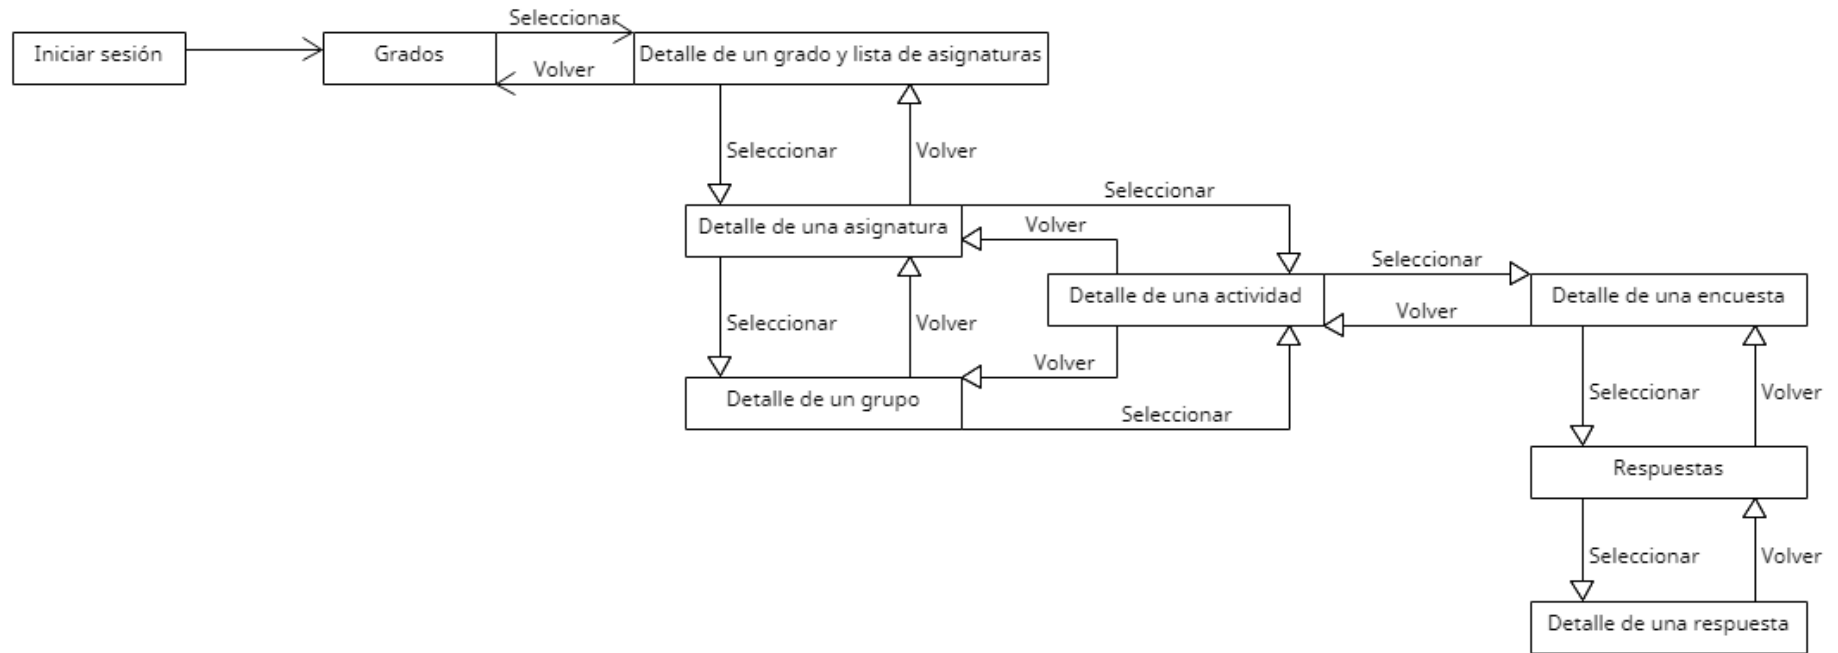 Seleccionar
Iniciar sesión
Grados
Detalle de un grado y lista de asignaturas
Volver
Seleccionar
Volver
Seleccionar
Detalle de una asignatura
Volver
Seleccionar
Detalle de una actividad
Detalle de una encuesta
Volver
Seleccionar
Volver
Volver
Detalle de un grupo
Seleccionar
Seleccionar
Volver
Respuestas
Seleccionar
Volver
Detalle de una respuesta